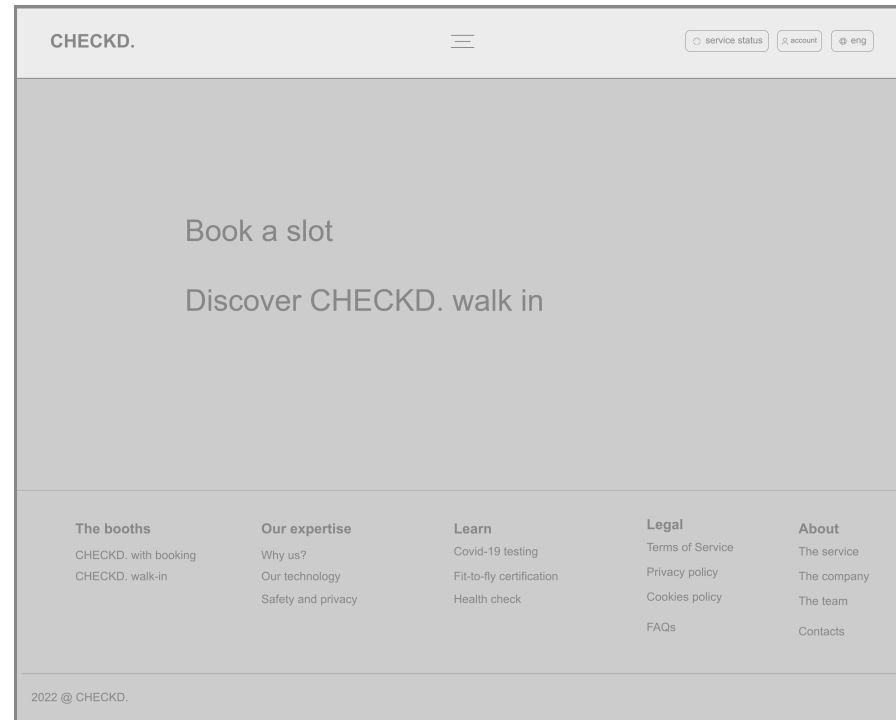 CHECKD.
service status
account
eng
Book a slot
Discover CHECKD. walk in
The booths
CHECKD. with booking
CHECKD. walk-in
Our expertise
Why us?
Our technology
Safety and privacy
Learn
Covid-19 testing
Fit-to-fly certification
Health check
Legal
Terms of Service
Privacy policy
Cookies policy
FAQs
About
The service
The company
The team
Contacts
2022 @ CHECKD.